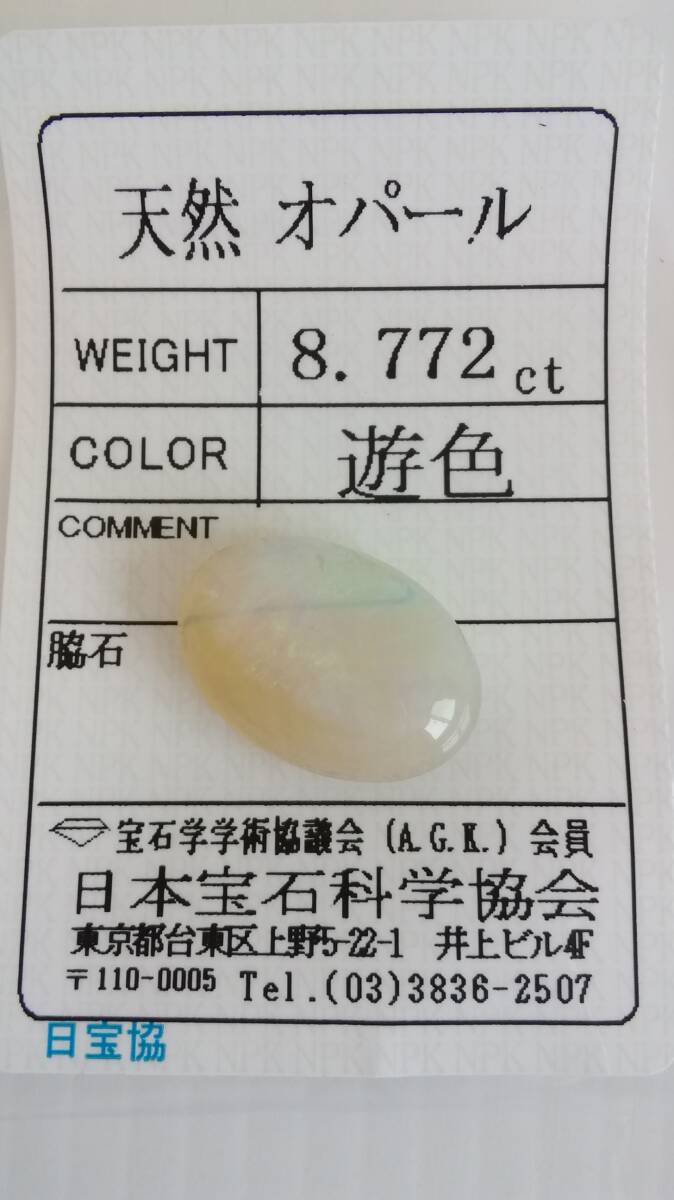 天然 オパール
WEIGHT 8.772ct
COLOR 遊色
COMMENT
脇石
宝石学学術協議会 (A.G.K.) 会員
日本宝石科学協会
東京都台東区上野5-22-1 井上ビル4F
〒110-0005 Tel.(03)3836-2507
日宝協